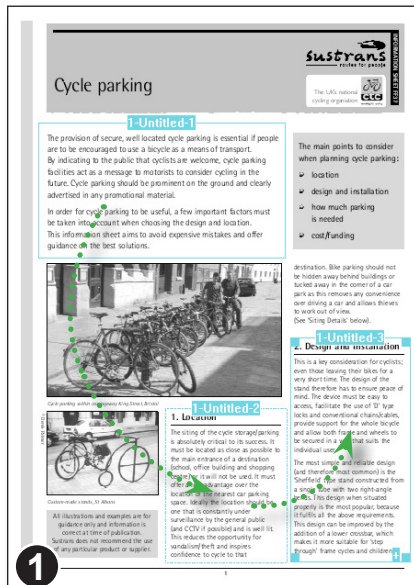 sustrans
routes for people
INFORMATION SHEET FF37
Cycle parking
The UK's national
cycling organisation
CTC
1-Untitled-1
The provision of secure, well located cycle parking is essential if people
are to be encouraged to use a bicycle as a means of transport.
By indicating to the public that cyclists are welcome, cycle parking
facilities act as a message to motorists to consider cycling in the
future. Cycle parking should be prominent on the ground and clearly
advertised in any promotional material.
In order for cycle parking to be useful, a few important factors must
be taken into account when choosing the design and location.
This information sheet aims to avoid expensive mistakes and offer
guidance on the best solutions.
The main points to consider
when planning cycle parking:
location
design and installation
how much parking
is needed
cost/funding
Cycle parking within carriageway King Street, Bristol
Custom-made stands, St Albans
All illustrations and examples are for
guidance only and information is
correct at time of publication.
Sustrans does not recommend the use
of any particular product or supplier.
1-Untitled-2
1. Location
The siting of the cycle storage/parking
is absolutely critical to its success. It
must be located as close as possible to
the main entrance of a destination
(school, office building and shopping
centre) or it will not be used. It must
offer an advantage over the
location of the nearest car parking
space. Ideally the location should be
one that is constantly under
surveillance by the general public
(and CCTV if possible) and is well lit.
This reduces the opportunity for
vandalism/theft and inspires
confidence to cycle to that
destination. Bike parking should not
be hidden away behind buildings or
tucked away in the corner of a car
park as this removes any convenience
over driving a car and allows thieves
to work out of view.
(See 'Siting Details' below).
1-Untitled-3
2. Design and Installation
This is a key consideration for cyclists;
even those leaving their bikes for a
very short time. The design of the
stand therefore has to ensure peace of
mind. The device must be easy to
access, facilitate the use of 'D' type
locks and conventional chains/cables,
provide support for the whole bicycle
and allow both frame and wheels to
be secured in a way that suits the
individual user.
The most simple and reliable design
(and therefore most common) is the
'Sheffield' type stand constructed from
a single tube with two right-angle
bends. This design when situated
properly is the most popular, because
it fulfils all the above requirements.
This design can be improved by the
addition of a lower crossbar, which
makes it more suitable for 'step
through' frame cycles and children's
1
1